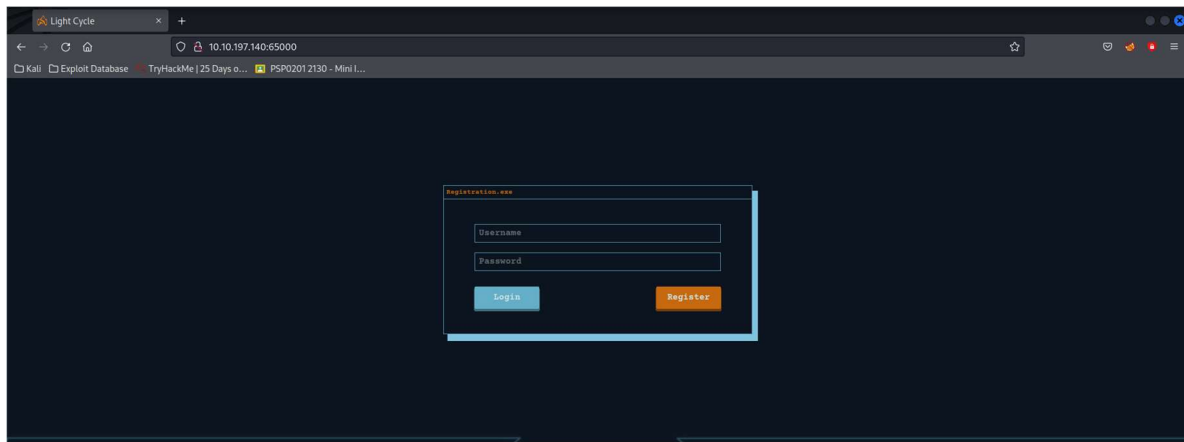 Light Cycle
10.10.197.140:65000
Kali Exploit Database TryHackMe | 25 Days o... PSP0201 2130 - Mini I...
Registration.exe
Username
Password
Login Register